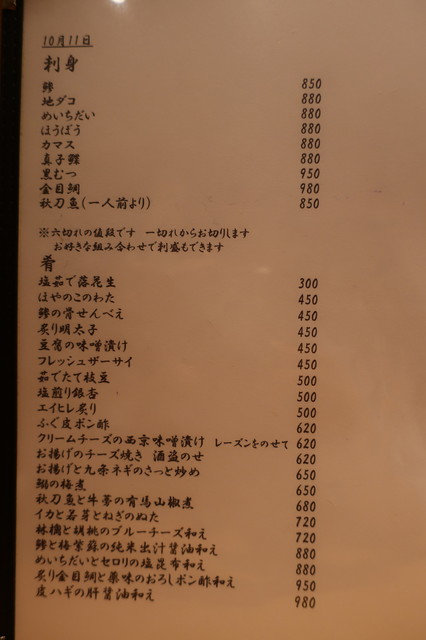 10月11日
刺身
鯵 850
地ダコ 880
めいちだい 880
ほうぼう 880
カマス 880
真子鰈 880
黒むつ 950
金目鯛 980
秋刀魚(一人前より) 850
※六切れの値段です 一切れからお切りします
お好きな組み合わせで刺盛もできます
肴
塩茹で落花生 300
ほやのこのわた 450
鯵の骨せんべえ 450
炙り明太子 450
豆腐の味噌漬け 450
フレッシュザーサイ 450
茹でたて枝豆 500
塩煎り銀杏 500
エイヒレ炙り 500
ふぐ皮ポン酢 620
クリームチーズの西京味噌漬け レーズンをのせて 620
お揚げのチーズ焼き 酒盗のせ 620
お揚げと九条ネギのさっと炒め 650
鰯の梅煮 650
秋刀魚と牛蒡の有馬山椒煮 680
イカと若芽とねぎのぬた 720
林檎と胡桃のブルーチーズ和え 720
鯵と梅紫蘇の純米出汁醤油和え 880
めいちだいとセロリの塩昆布和え 880
炙り金目鯛と薬味のおろしポン酢和え 950
皮ハギの肝醤油和え 980